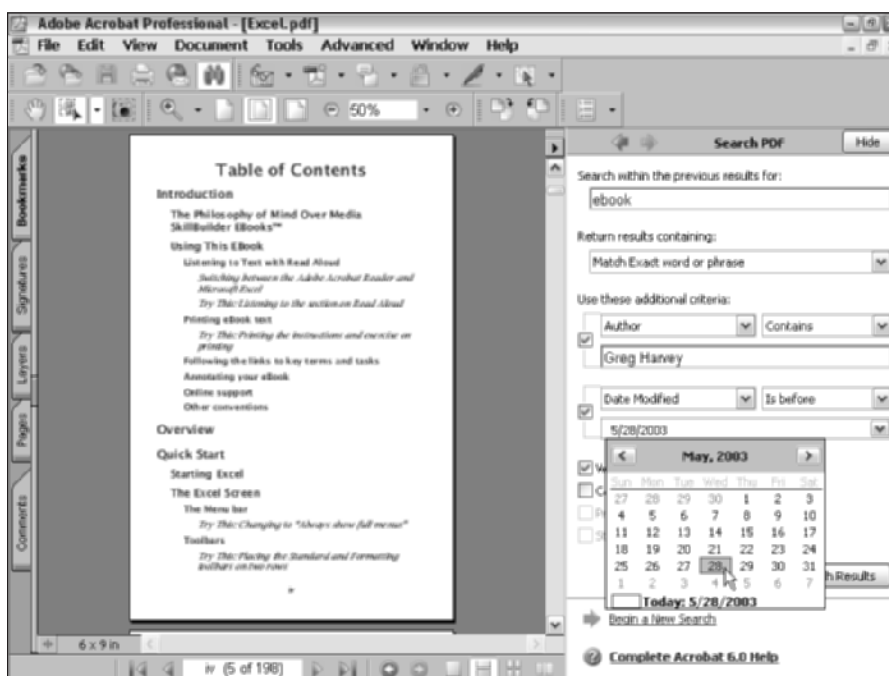 Adobe Acrobat Professional - [Excel.pdf]
File Edit View Document Tools Advanced Window Help
50%
Bookmarks
Signatures
Layers
Pages
Comments
Table of Contents
Introduction
The Philosophy of Mind Over Media
SkillBuilder EBooks™
Using This EBook
Listening to Text with Read Aloud
Switching between the Adobe Acrobat Reader and
Microsoft Excel
Try This: Listening to the section on Read Aloud
Printing eBook text
Try This: Printing the instructions and exercise on
printing
Following the links to key terms and tasks
Annotating your eBook
Online support
Other conventions
Overview
Quick Start
Starting Excel
The Excel Screen
The Menu bar
Try This: Changing to "Always show full menus"
Toolbars
Try This: Placing the Standard and Formatting
toolbars on two rows
iv
6 x 9 in
iv (5 of 198)
Search PDF
Hide
Search within the previous results for:
ebook
Return results containing:
Match Exact word or phrase
Use these additional criteria:
Author Contains
Greg Harvey
Date Modified Is before
5/28/2003
May, 2003
Sun Mon Tue Wed Thu Fri Sat
27 28 29 30 1 2 3
4 5 6 7 8 9 10
11 12 13 14 15 16 17
18 19 20 21 22 23 24
25 26 27 28 29 30 31
1 2 3 4 5 6 7
Today: 5/28/2003
Results
Begin a New Search
Complete Acrobat 6.0 Help